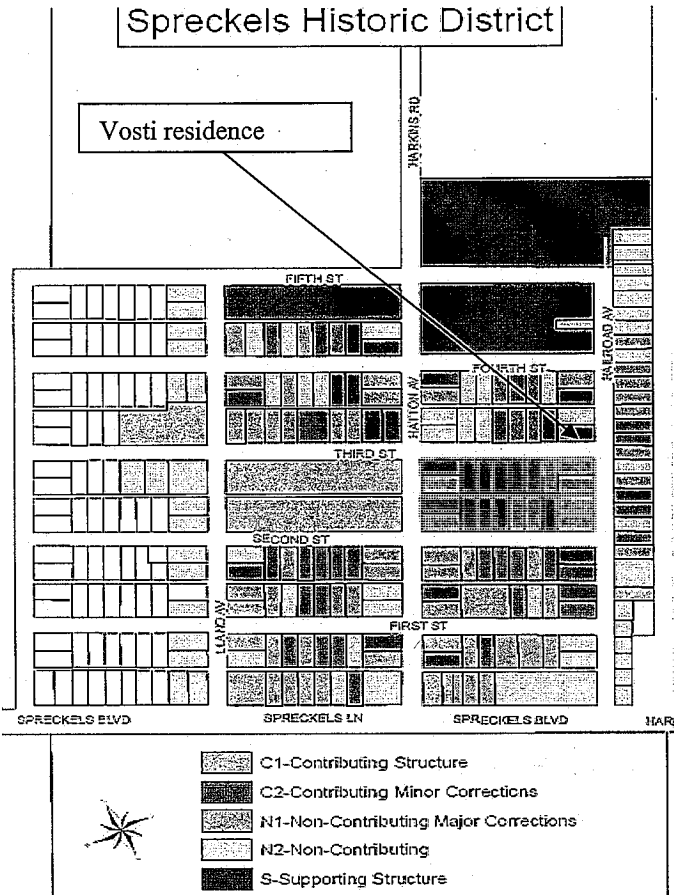 Spreckels Historic District
Vosti residence
HARKINS RD
FIFTH ST
RAILROAD AV
FOURTH ST
HATTON AV
THIRD ST
SECOND ST
LLANO AV
FIRST ST
SPRECKELS BLVD
SPRECKELS LN
SPRECKELS BLVD
HAR
C1-Contributing Structure
C2-Contributing Minor Corrections
N1-Non-Contributing Major Corrections
N2-Non-Contributing
S-Supporting Structure